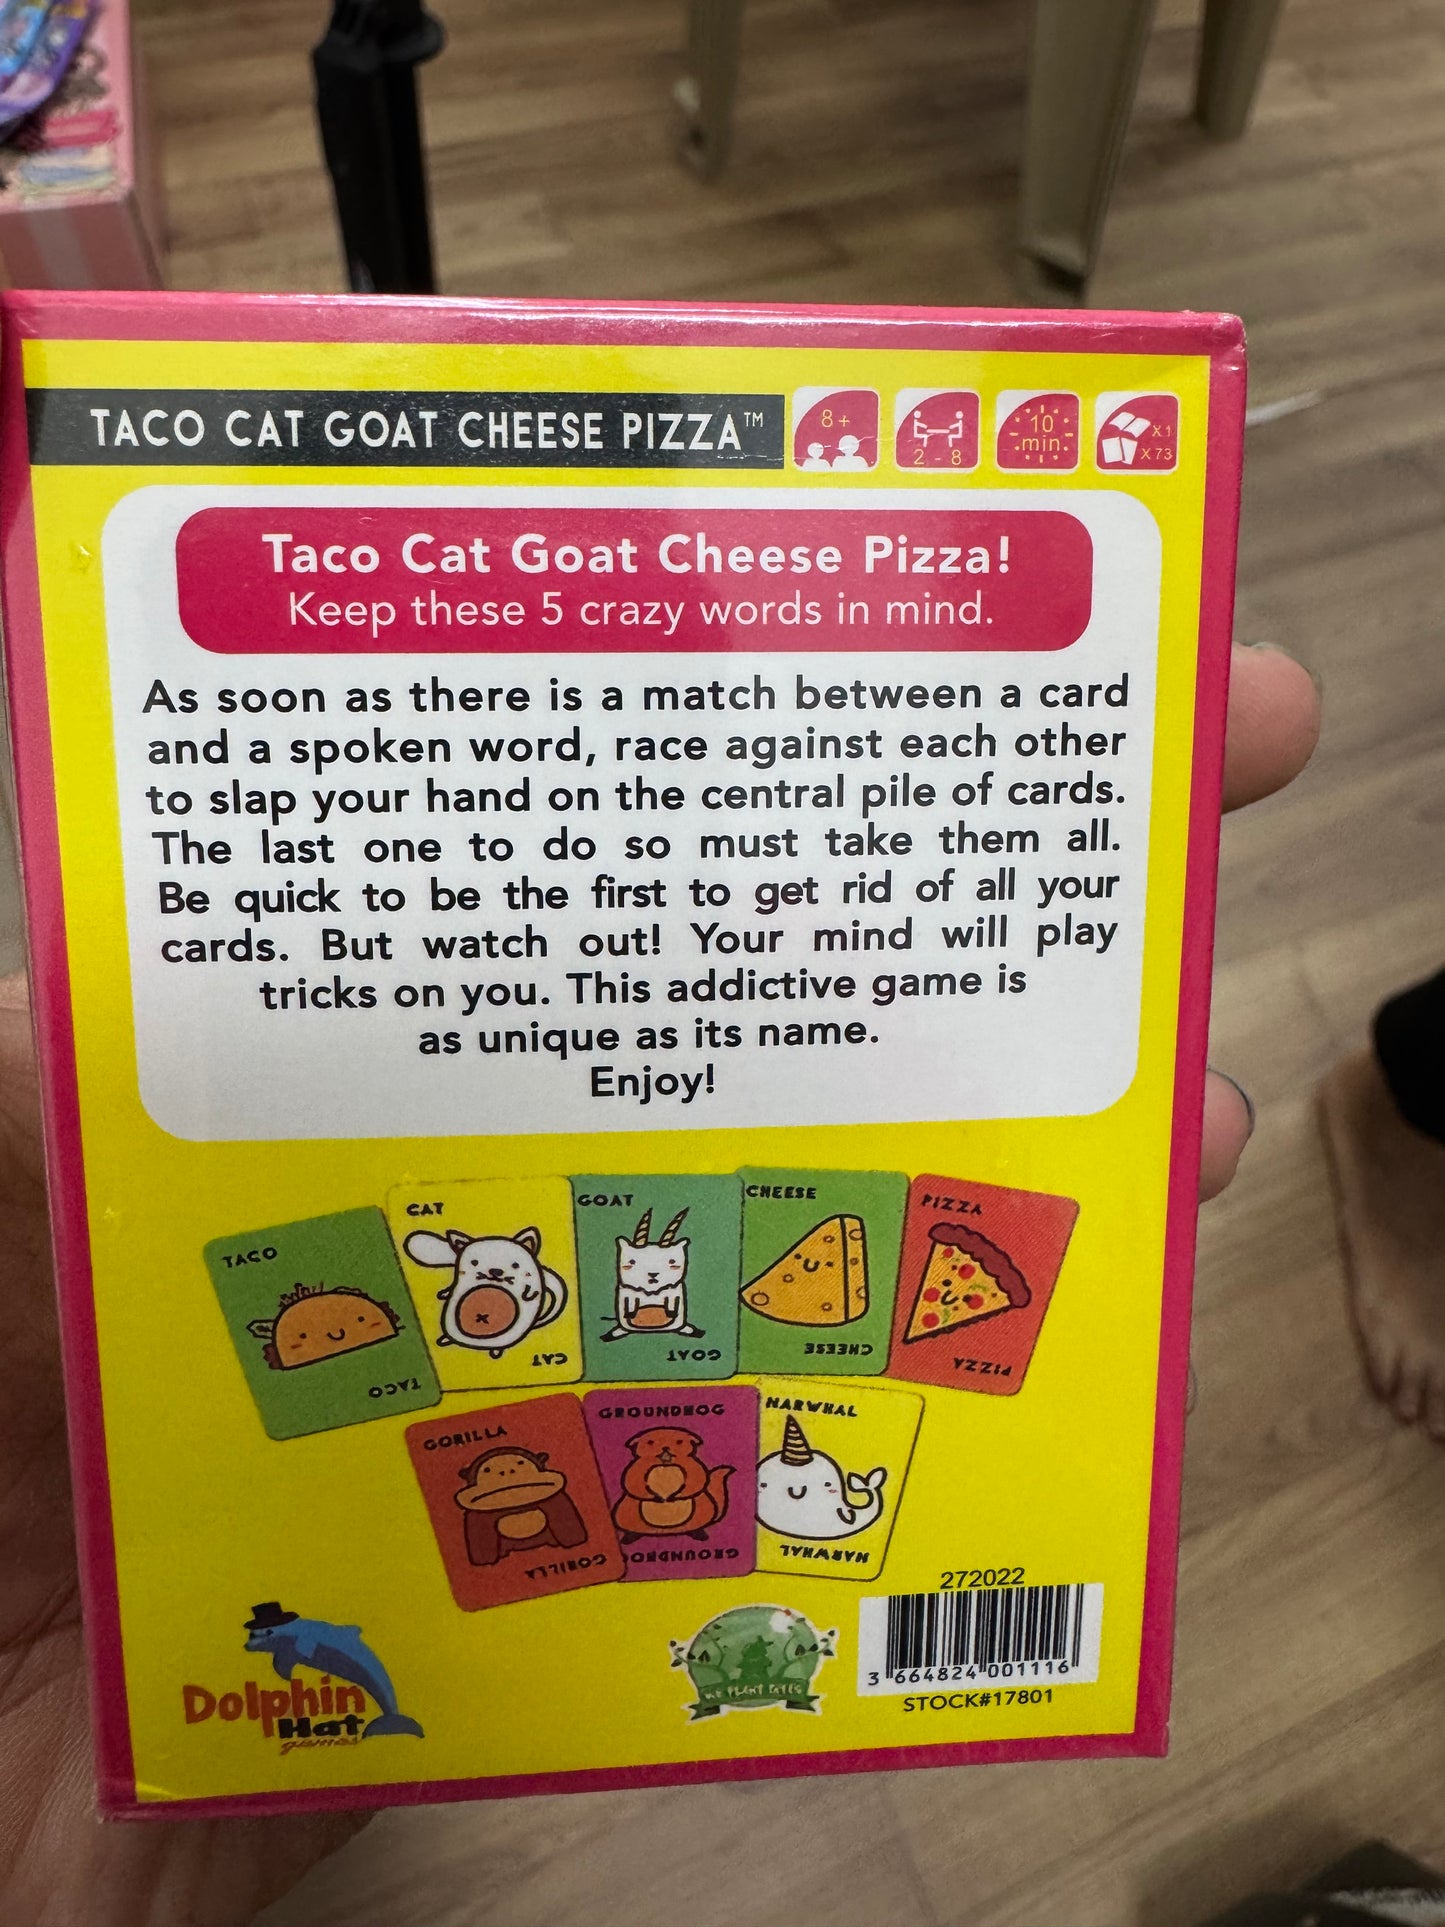 TACO CAT GOAT CHEESE PIZZA™
8+
2 - 8
10
min.
X1
X73
Taco Cat Goat Cheese Pizza!
Keep these 5 crazy words in mind.
As soon as there is a match between a card
and a spoken word, race against each other
to slap your hand on the central pile of cards.
The last one to do so must take them all.
Be quick to be the first to get rid of all your
cards. But watch out! Your mind will play
tricks on you. This addictive game is
as unique as its name.
Enjoy!
TACO
TACO
CAT
CAT
GOAT
GOAT
CHEESE
CHEESE
PIZZA
PIZZA
GORILLA
GORILLA
GROUNDHOG
GROUNDHOG
NARWHAL
NARWHAL
Dolphin
Hat
games
WE PLANT TREES
272022
3 664824 001116
STOCK#17801